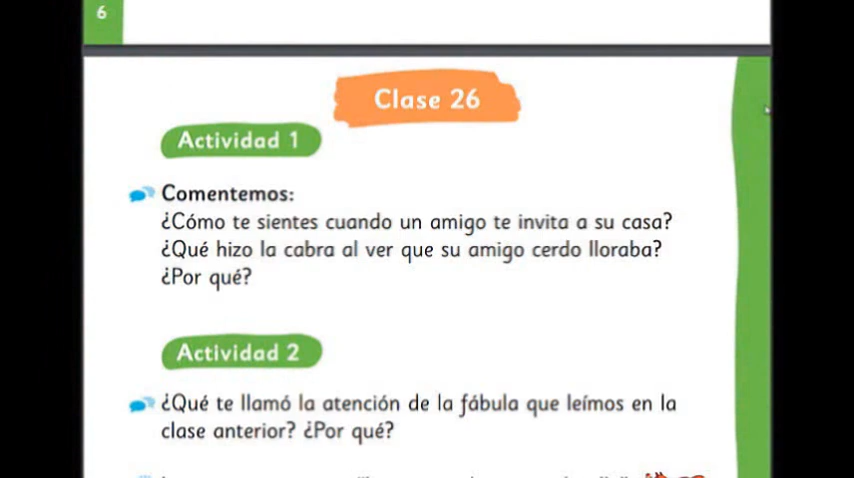 6
Clase 26
Actividad 1
Comentemos:
¿Cómo te sientes cuando un amigo te invita a su casa?
¿Qué hizo la cabra al ver que su amigo cerdo lloraba?
¿Por qué?
Actividad 2
¿Qué te llamó la atención de la fábula que leímos en la
clase anterior? ¿Por qué?